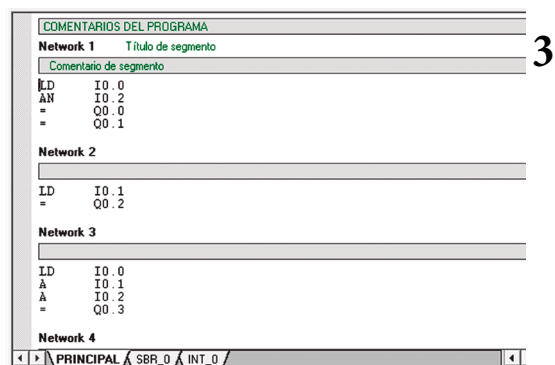 COMENTARIOS DEL PROGRAMA
Network 1 Título de segmento
3
Comentario de segmento
LD I0.0
AN I0.2
= Q0.0
= Q0.1
Network 2
LD I0.1
= Q0.2
Network 3
LD I0.0
A I0.1
A I0.2
= Q0.3
Network 4
PRINCIPAL SBR_0 INT_0